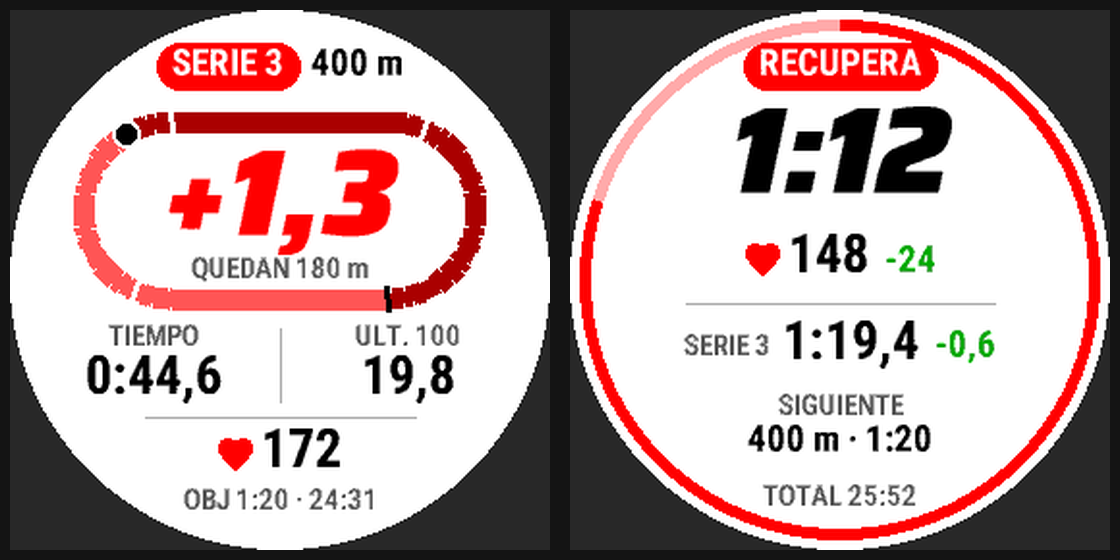 SERIE 3 400 m
+1,3
QUEDAN 180 m
TIEMPO ULT. 100
0:44,6 19,8
172
OBJ 1:20 · 24:31
RECUPERA
1:12
148 -24
SERIE 3 1:19,4 -0,6
SIGUIENTE
400 m · 1:20
TOTAL 25:52